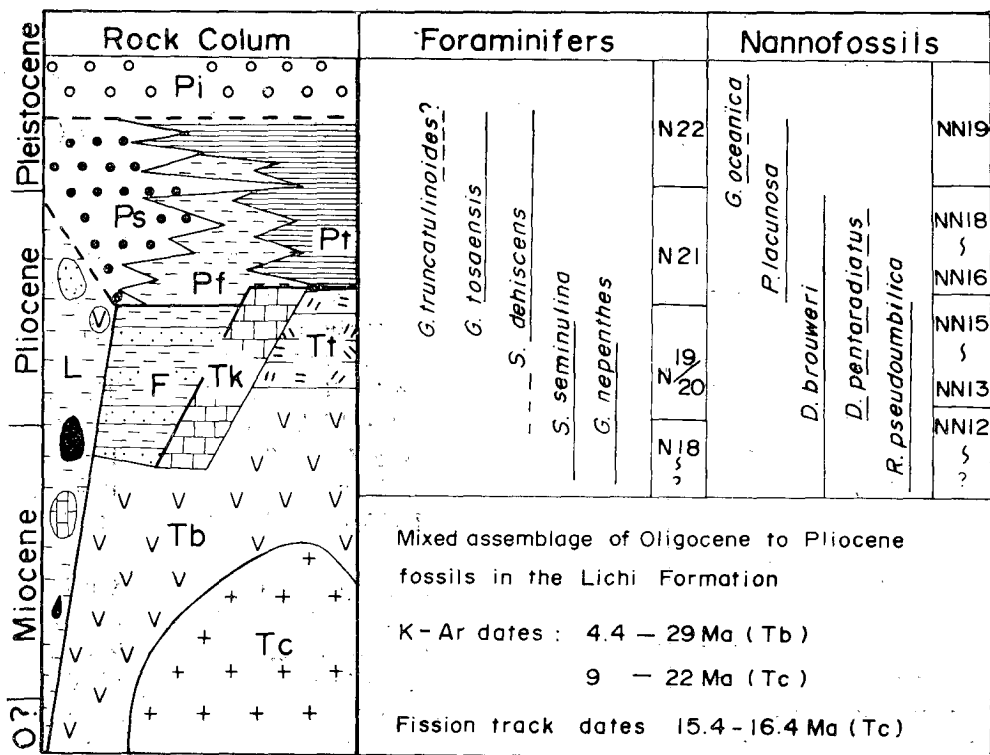 Rock Colum
Foraminifers
Nannofossils
Pleistocene
Pliocene
Miocene
O?
Pi
Ps
Pt
Pf
L
F
Tk
Tt
Tb
Tc
G. truncatulinoides?
G. tosaensis
S. dehiscens
S. seminulina
G. nepenthes
N22
N21
N 19/20
N18
?
G. oceanica
P. lacunosa
D. brouweri
D. pentaradiatus
R. pseudoumbilica
NN19
NN18
NN16
NN15
NN13
NN12
?
Mixed assemblage of Oligocene to Pliocene
fossils in the Lichi Formation
K-Ar dates : 4.4 – 29 Ma (Tb)
9 – 22 Ma (Tc)
Fission track dates 15.4-16.4 Ma (Tc)